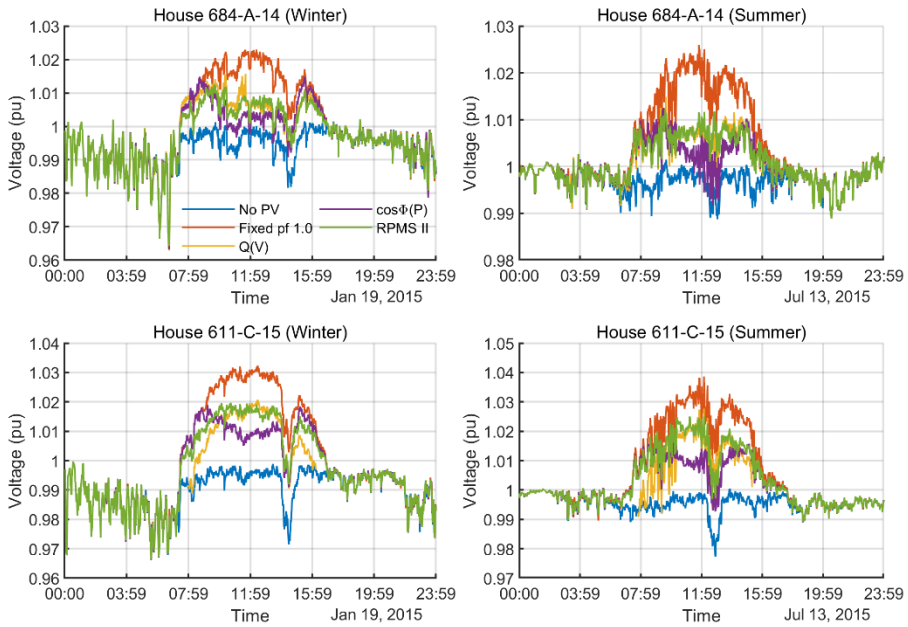 House 684-A-14 (Winter)
Voltage (pu)
1.03
1.02
1.01
1
0.99
0.98
0.97
0.96
No PV
Fixed pf 1.0
Q(V)
cosΦ(P)
RPMS II
00:00 03:59 07:59 11:59 15:59 19:59 23:59
Time
Jan 19, 2015
House 684-A-14 (Summer)
Voltage (pu)
1.03
1.02
1.01
1
0.99
0.98
00:00 03:59 07:59 11:59 15:59 19:59 23:59
Time
Jul 13, 2015
House 611-C-15 (Winter)
Voltage (pu)
1.04
1.03
1.02
1.01
1
0.99
0.98
0.97
0.96
00:00 03:59 07:59 11:59 15:59 19:59 23:59
Time
Jan 19, 2015
House 611-C-15 (Summer)
Voltage (pu)
1.05
1.04
1.03
1.02
1.01
1
0.99
0.98
0.97
00:00 03:59 07:59 11:59 15:59 19:59 23:59
Time
Jul 13, 2015